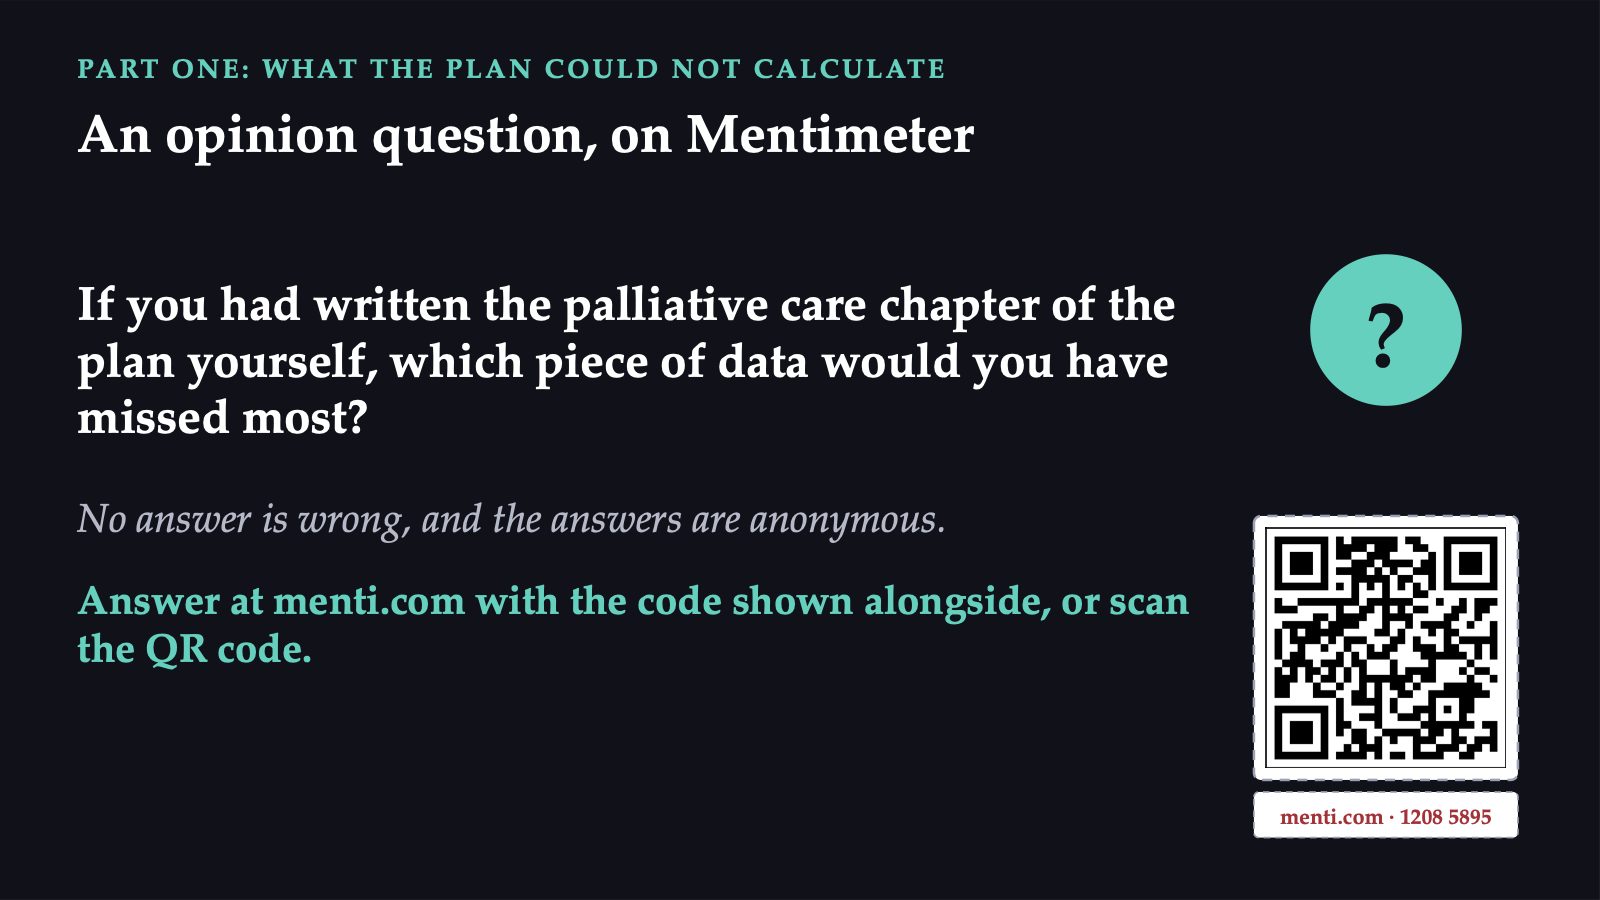 PART ONE: WHAT THE PLAN COULD NOT CALCULATE
An opinion question, on Mentimeter
If you had written the palliative care chapter of the
plan yourself, which piece of data would you have
missed most?
?
No answer is wrong, and the answers are anonymous.
Answer at menti.com with the code shown alongside, or scan
the QR code.
menti.com · 1208 5895